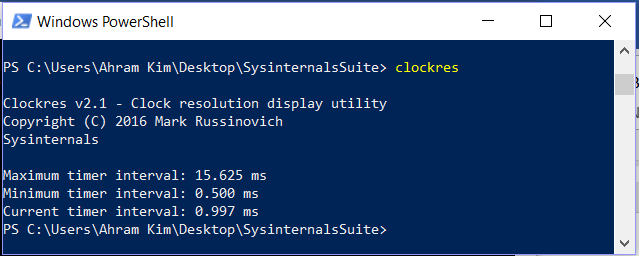 Windows PowerShell
PS C:\Users\Ahram Kim\Desktop\SysinternalsSuite> clockres
Clockres v2.1 - Clock resolution display utility
Copyright (C) 2016 Mark Russinovich
Sysinternals
Maximum timer interval: 15.625 ms
Minimum timer interval: 0.500 ms
Current timer interval: 0.997 ms
PS C:\Users\Ahram Kim\Desktop\SysinternalsSuite>